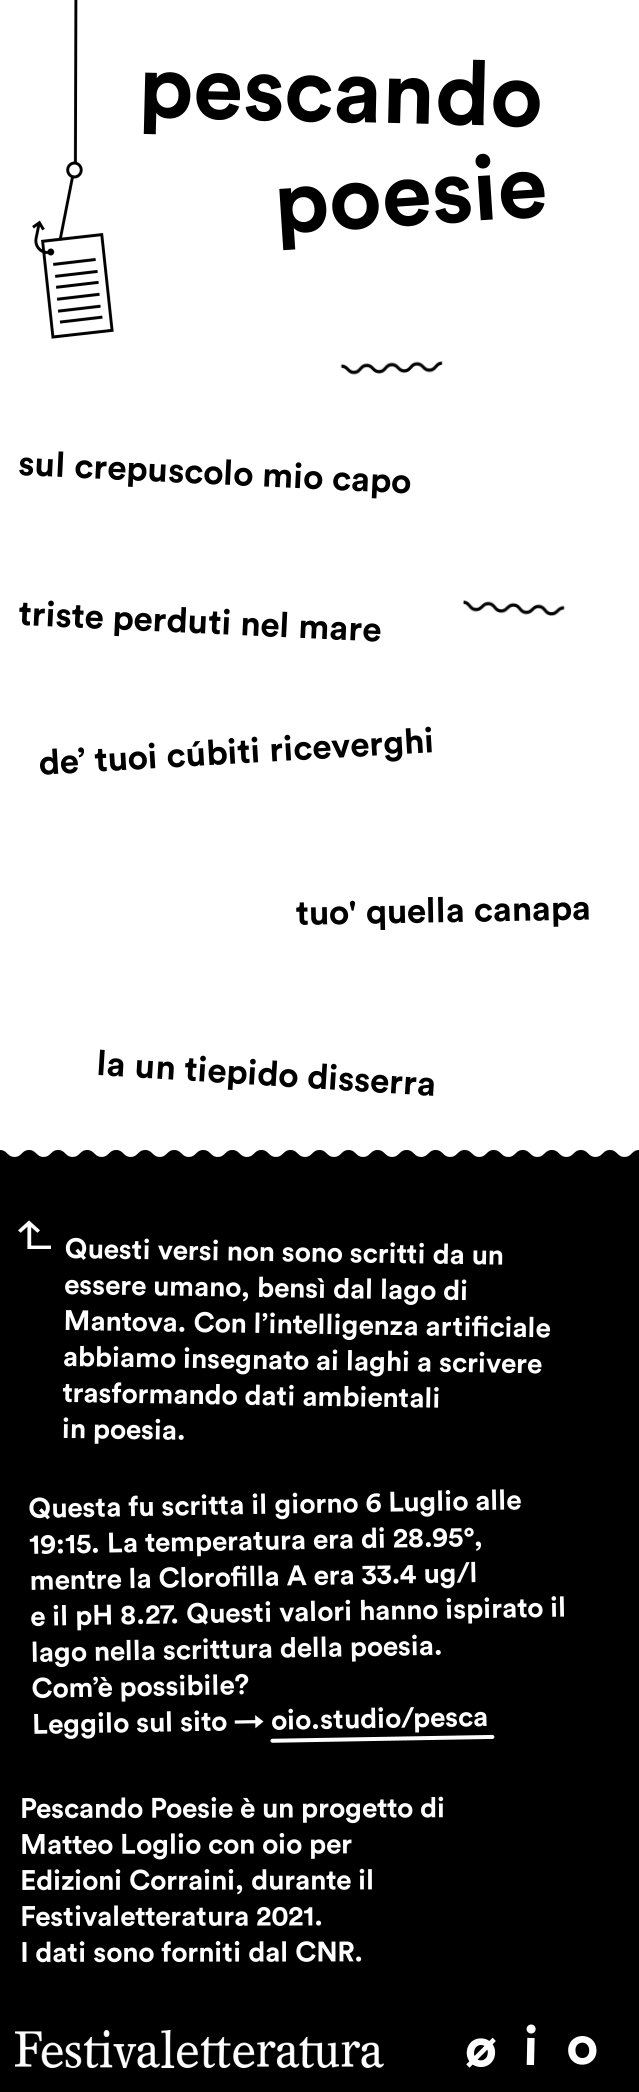 pescando
poesie
sul crepuscolo mio capo
triste perduti nel mare
de’ tuoi cúbiti riceverghi
tuo' quella canapa
la un tiepido disserra
Questi versi non sono scritti da un
essere umano, bensì dal lago di
Mantova. Con l’intelligenza artificiale
abbiamo insegnato ai laghi a scrivere
trasformando dati ambientali
in poesia.
Questa fu scritta il giorno 6 Luglio alle
19:15. La temperatura era di 28.95°,
mentre la Clorofilla A era 33.4 ug/l
e il pH 8.27. Questi valori hanno ispirato il
lago nella scrittura della poesia.
Com’è possibile?
Leggilo sul sito → oio.studio/pesca
Pescando Poesie è un progetto di
Matteo Loglio con oio per
Edizioni Corraini, durante il
Festivaletteratura 2021.
I dati sono forniti dal CNR.
Festivaletteratura ø i o